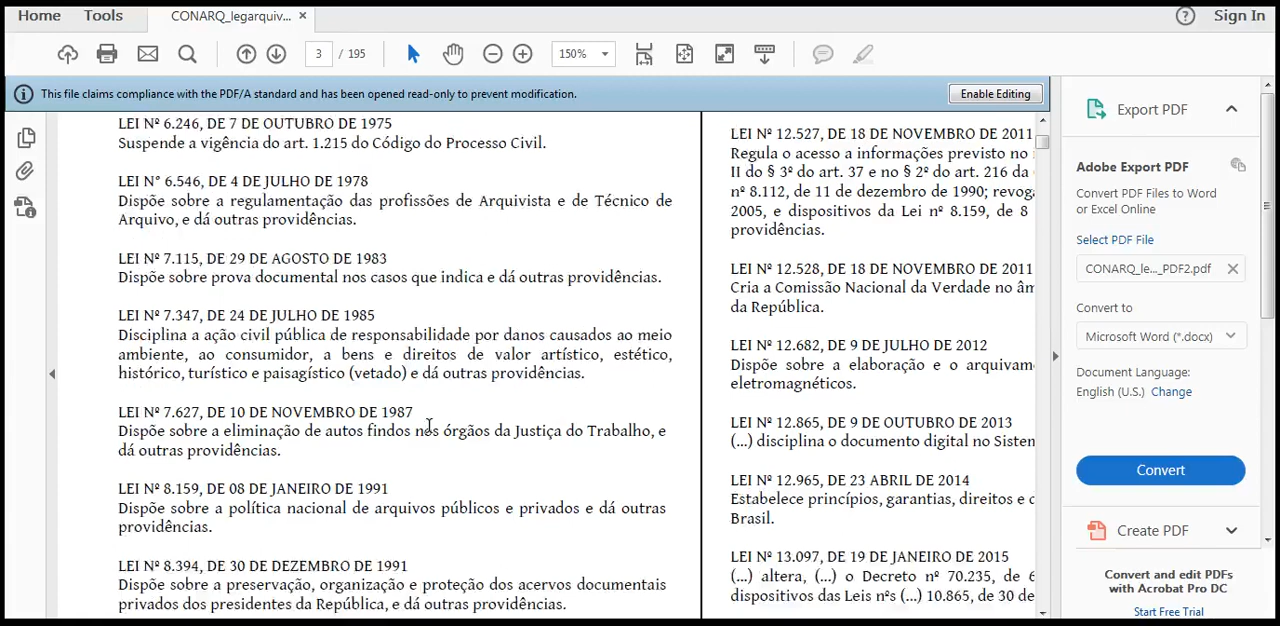 Home
Tools
CONARQ_legarquiv...
Sign In
3 / 195
150%
This file claims compliance with the PDF/A standard and has been opened read-only to prevent modification.
Enable Editing
LEI Nº 6.246, DE 7 DE OUTUBRO DE 1975
Suspende a vigência do art. 1.215 do Código do Processo Civil.
LEI N° 6.546, DE 4 DE JULHO DE 1978
Dispõe sobre a regulamentação das profissões de Arquivista e de Técnico de
Arquivo, e dá outras providências.
LEI Nº 7.115, DE 29 DE AGOSTO DE 1983
Dispõe sobre prova documental nos casos que indica e dá outras providências.
LEI Nº 7.347, DE 24 DE JULHO DE 1985
Disciplina a ação civil pública de responsabilidade por danos causados ao meio
ambiente, ao consumidor, a bens e direitos de valor artístico, estético,
histórico, turístico e paisagístico (vetado) e dá outras providências.
LEI Nº 7.627, DE 10 DE NOVEMBRO DE 1987
Dispõe sobre a eliminação de autos findos nos órgãos da Justiça do Trabalho, e
dá outras providências.
LEI Nº 8.159, DE 08 DE JANEIRO DE 1991
Dispõe sobre a política nacional de arquivos públicos e privados e dá outras
providências.
LEI Nº 8.394, DE 30 DE DEZEMBRO DE 1991
Dispõe sobre a preservação, organização e proteção dos acervos documentais
privados dos presidentes da República, e dá outras providências.
LEI Nº 12.527, DE 18 DE NOVEMBRO DE 2011
Regula o acesso a informações previsto no
II do § 3º do art. 37 e no § 2º do art. 216 da
nº 8.112, de 11 de dezembro de 1990; revog
2005, e dispositivos da Lei nº 8.159, de 8
providências.
LEI Nº 12.528, DE 18 DE NOVEMBRO DE 2011
Cria a Comissão Nacional da Verdade no âm
da República.
LEI Nº 12.682, DE 9 DE JULHO DE 2012
Dispõe sobre a elaboração e o arquivam
eletromagnéticos.
LEI Nº 12.865, DE 9 DE OUTUBRO DE 2013
(...) disciplina o documento digital no Sisten
LEI Nº 12.965, DE 23 ABRIL DE 2014
Estabelece princípios, garantias, direitos e c
Brasil.
LEI Nº 13.097, DE 19 DE JANEIRO DE 2015
(...) altera, (...) o Decreto nº 70.235, de 6
dispositivos das Leis nºs (...) 10.865, de 30 de
Export PDF
Adobe Export PDF
Convert PDF Files to Word
or Excel Online
Select PDF File
CONARQ_le..._PDF2.pdf
Convert to
Microsoft Word (*.docx)
Document Language:
English (U.S.) Change
Convert
Create PDF
Convert and edit PDFs
with Acrobat Pro DC
Start Free Trial